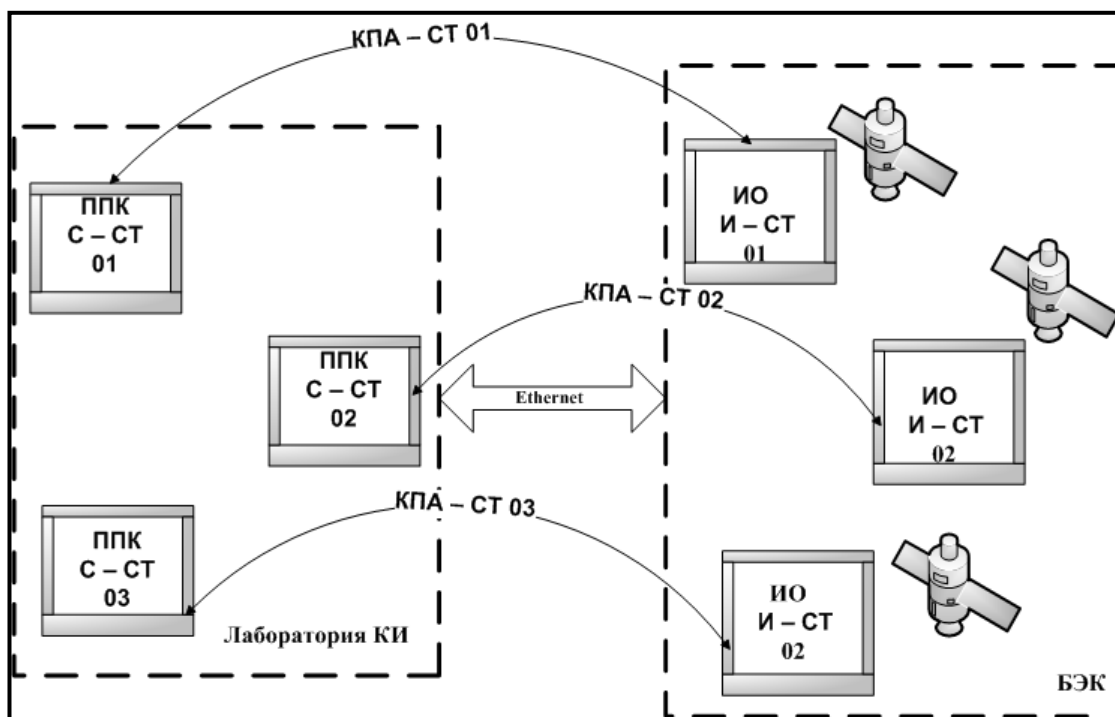 КПА – СТ 01
ППК
С – СТ
01
ИО
И – СТ
01
КПА – СТ 02
ППК
С – СТ
02
Ethernet
ИО
И – СТ
02
КПА – СТ 03
ППК
С – СТ
03
ИО
И – СТ
02
Лаборатория КИ
БЭК